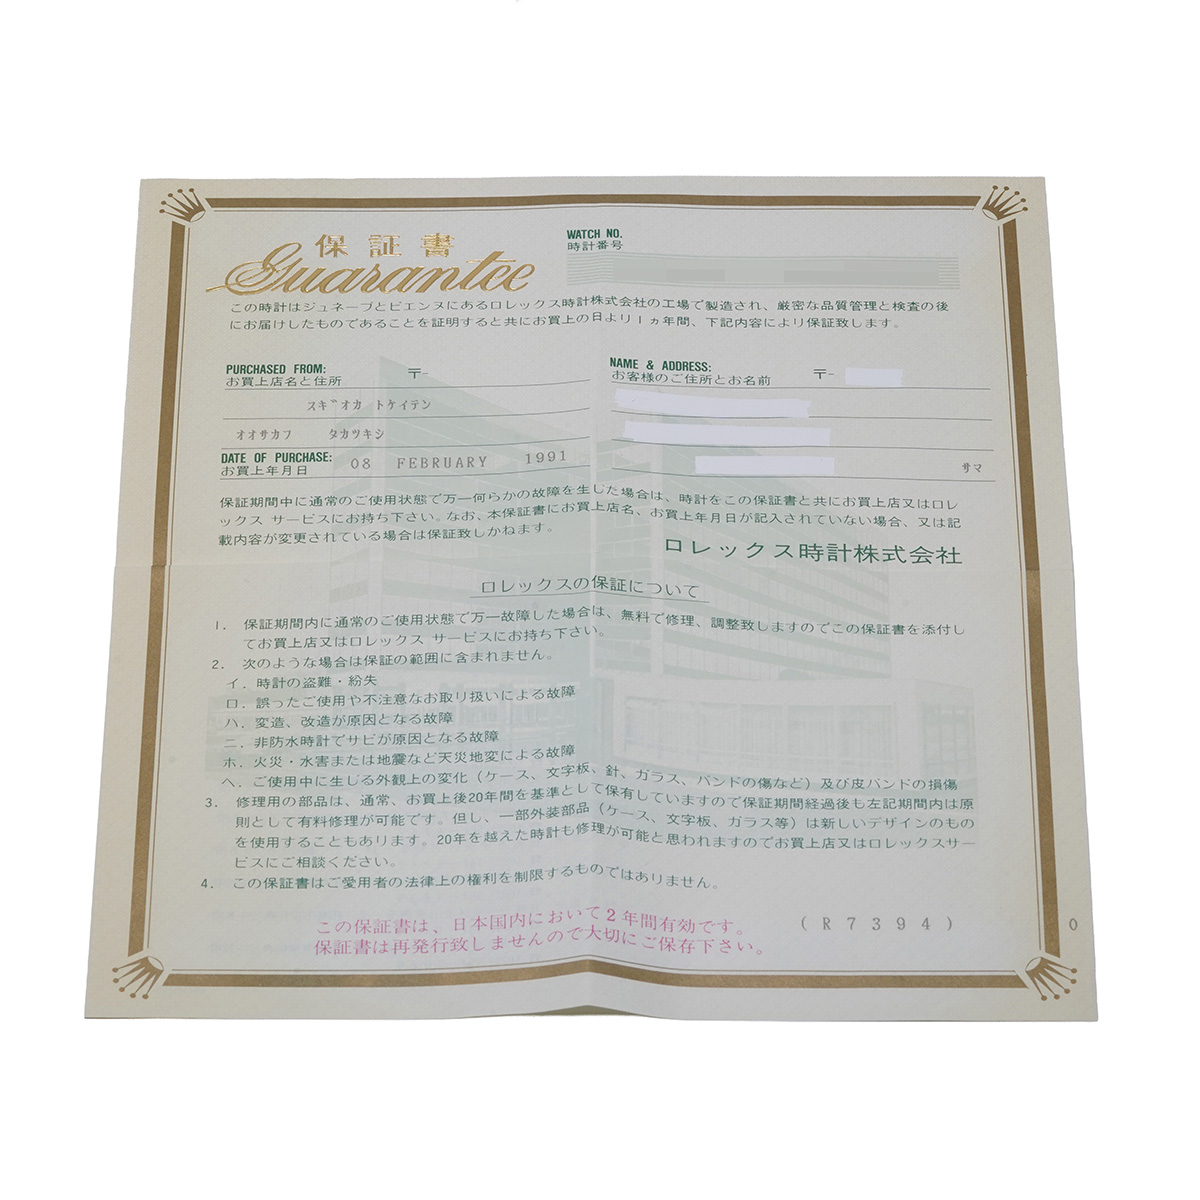 保証書
Guarantee
WATCH NO.
時計番号
この時計はジュネーブとビエンヌにあるロレックス時計株式会社の工場で製造され、厳密な品質管理と検査の後
にお届けしたものであることを証明すると共にお買上の日より1ヵ年間、下記内容により保証致します。
PURCHASED FROM:
お買上店名と住所 〒-
スギオカ トケイテン
オオサカフ タカツキシ
DATE OF PURCHASE:
お買上年月日 08 FEBRUARY 1991
NAME & ADDRESS:
お客様のご住所とお名前 〒-
サマ
保証期間中に通常のご使用状態で万一何らかの故障を生じた場合は、時計をこの保証書と共にお買上店又はロレ
ックス サービスにお持ち下さい。なお、本保証書にお買上店名、お買上年月日が記入されていない場合、又は記
載内容が変更されている場合は保証致しかねます。
ロレックス時計株式会社
ロレックスの保証について
1. 保証期間内に通常のご使用状態で万一故障した場合は、無料で修理、調整致しますのでこの保証書を添付し
てお買上店又はロレックス サービスにお持ち下さい。
2. 次のような場合は保証の範囲に含まれません。
イ. 時計の盗難・紛失
ロ. 誤ったご使用や不注意なお取り扱いによる故障
ハ. 変造、改造が原因となる故障
ニ. 非防水時計でサビが原因となる故障
ホ. 火災・水害または地震など天災地変による故障
ヘ. ご使用中に生じる外観上の変化（ケース、文字板、針、ガラス、バンドの傷など）及び皮バンドの損傷
3. 修理用の部品は、通常、お買上後20年間を基準として保有していますので保証期間経過後も左記期間内は原
則として有料修理が可能です。但し、一部外装部品（ケース、文字板、ガラス等）は新しいデザインのもの
を使用することもあります。20年を越えた時計も修理が可能と思われますのでお買上店又はロレックスサー
ビスにご相談ください。
4. この保証書はご愛用者の法律上の権利を制限するものではありません。
この保証書は、日本国内において2年間有効です。
保証書は再発行致しませんので大切にご保存下さい。
(R7394)
0